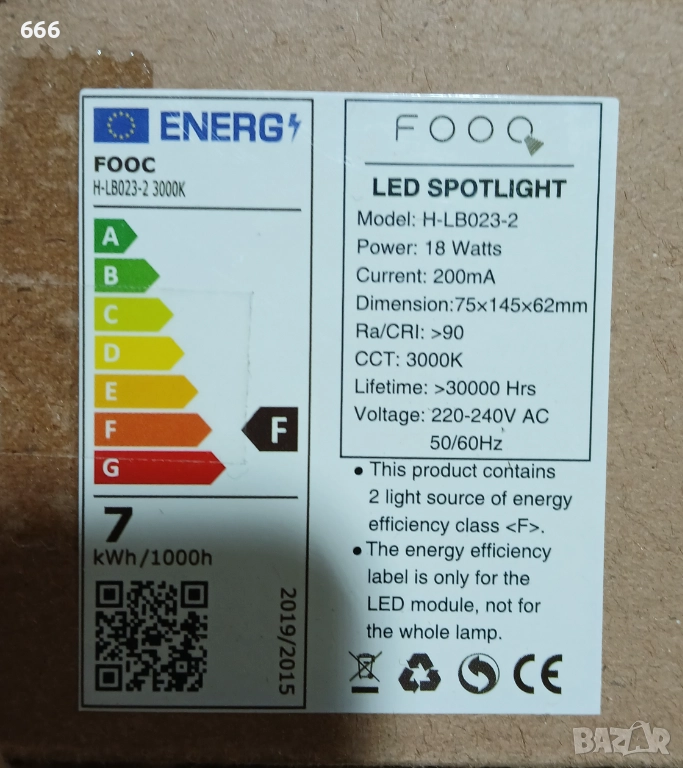 666
ENERG
FOOC
H-LB023-2 3000K
A
B
C
D
E
F
G
F
7
kWh/1000h
2019/2015
FOOC
LED SPOTLIGHT
Model: H-LB023-2
Power: 18 Watts
Current: 200mA
Dimension:75×145×62mm
Ra/CRI: >90
CCT: 3000K
Lifetime: >30000 Hrs
Voltage: 220-240V AC
50/60Hz
• This product contains
2 light source of energy
efficiency class <F>.
• The energy efficiency
label is only for the
LED module, not for
the whole lamp.
CE
BAZAR